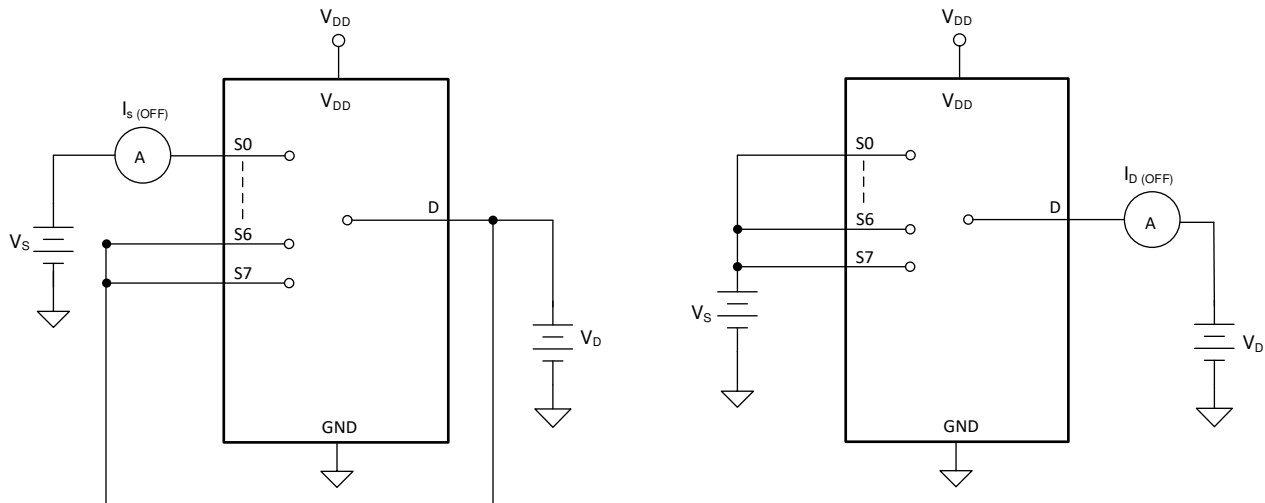 VDD
VDD
Is (OFF)
A
S0
D
S6
S7
VS
VD
GND
VDD
VDD
S0
ID (OFF)
A
D
S6
S7
VS
VD
GND